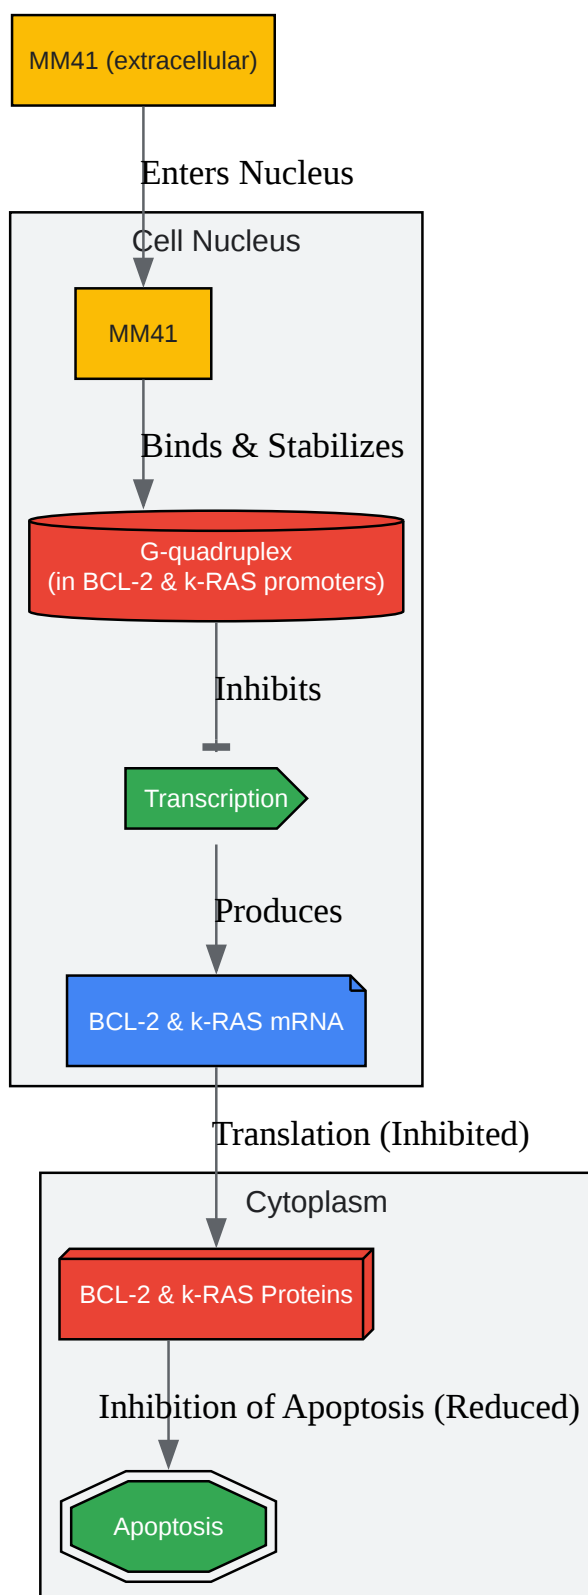 MM41 (extracellular)
Enters Nucleus
Cell Nucleus
MM41
Binds & Stabilizes
G-quadruplex
(in BCL-2 & k-RAS promoters)
Inhibits
Transcription
Produces
BCL-2 & k-RAS mRNA
Translation (Inhibited)
Cytoplasm
BCL-2 & k-RAS Proteins
Inhibition of Apoptosis (Reduced)
Apoptosis